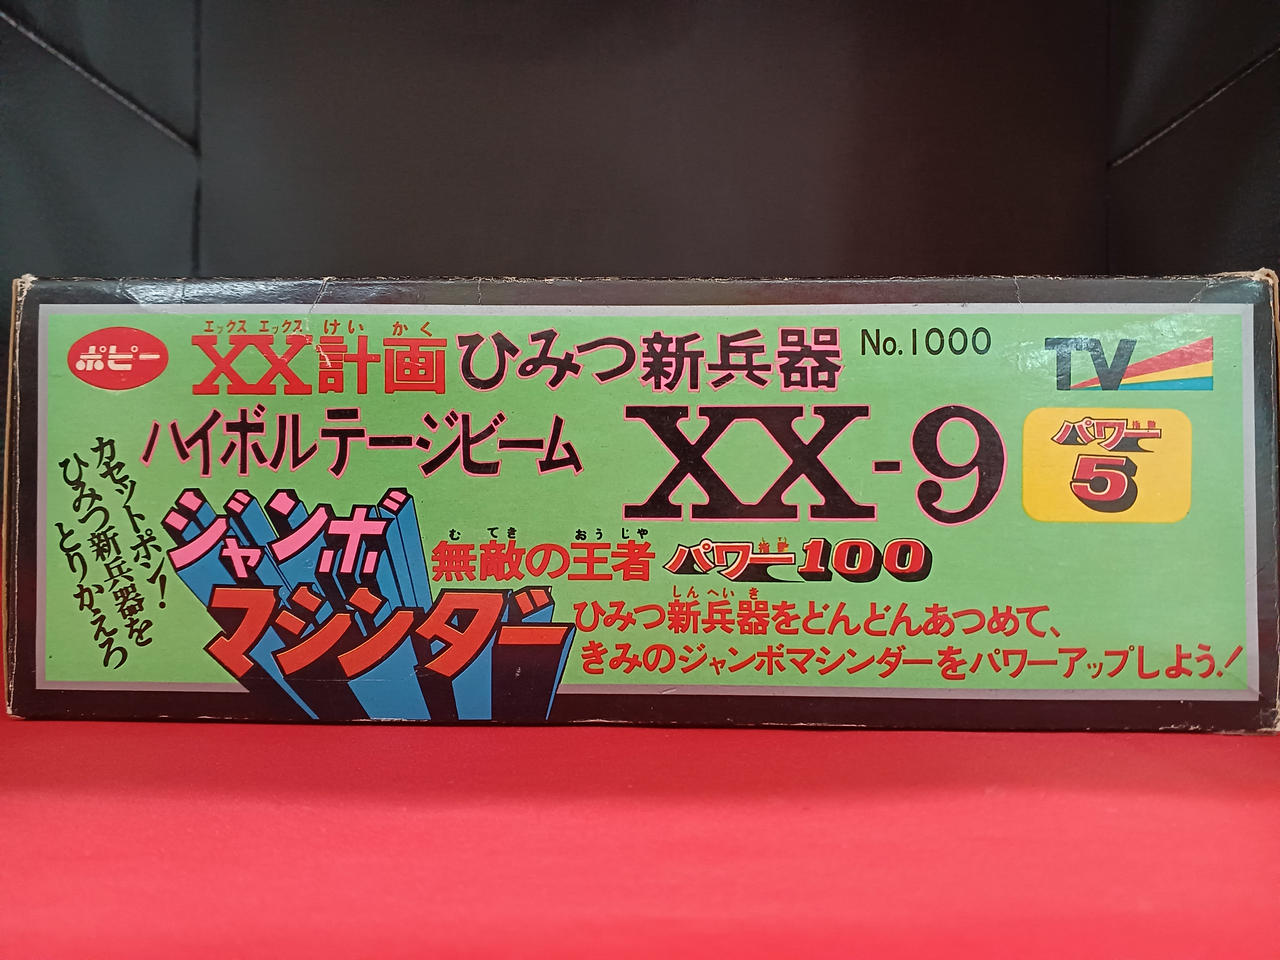 ポピー
エックス エックス けい かく
XX計画 ひみつ新兵器 No.1000
TV
ハイボルテージビーム XX-9
パワー指数
5
カセットポン!
ひみつ新兵器を
とりかえろ
ジャンボ
マシンダー
む てき おう じゃ
無敵の王者 パワー指数100
しん へい き
ひみつ新兵器をどんどんあつめて、
きみのジャンボマシンダーをパワーアップしよう!